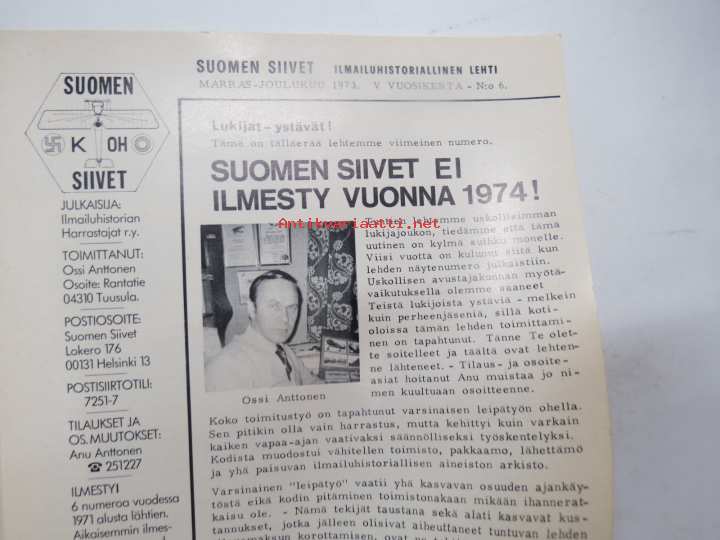 SUOMEN
K OH
SIIVET
JULKAISIJA:
Ilmailuhistorian
Harrastajat r.y.
TOIMITTANUT:
Ossi Anttonen
Osoite: Rantatie
04310 Tuusula.
POSTIOSOITE:
Suomen Siivet
Lokero 176
00131 Helsinki 13
POSTISIIRTOTILI:
7251-7
TILAUKSET JA
OS.MUUTOKSET:
Anu Anttonen
☎ 251227
ILMESTYI
6 numeroa vuodessa
1971 alusta lähtien.
Aikaisemmin ilmes-
SUOMEN SIIVET ILMAILUHISTORIALLINEN LEHTI
MARRAS-JOULUKUU 1973. V VUOSIKERTA - N:o 6.
Lukijat - ystävät!
Tämä on tälläerää lehtemme viimeinen numero.
SUOMEN SIIVET EI
ILMESTY VUONNA 1974!
Antikvariaatti.net
Tuntien lehtemme uskollisimman
lukijajoukon, tiedämme että tämä
uutinen on kylmä suihku monelle.
Viisi vuotta on kulunut siitä kun
lehden näytenumero julkaistiin.
Uskollisen avustajakunnan myötä-
vaikutuksella olemme saaneet
Teistä lukijoista ystäviä - melkein
kuin perheenjäseniä, sillä koti-
oloissa tämän lehden toimittami-
nen on tapahtunut. Tänne Te olet-
te soitelleet ja täältä ovat lehten-
ne lähteneet. - Tilaus- ja osoite-
asiat hoitanut Anu muistaa jo ni-
men kuultuaan osoitteenne.
Ossi Anttonen
Koko toimitustyö on tapahtunut varsinaisen leipätyön ohella.
Sen pitikin olla vain harrastus, mutta kehittyi kuin varkain
kaiken vapaa-ajan vaativaksi säännölliseksi työskentelyksi.
Kodista muodostui vähitellen toimisto, pakkaamo, lähettämö
ja yhä paisuvan ilmailuhistoriallisen aineiston arkisto.
Varsinainen "leipätyö" vaatii yhä kasvavan osuuden ajankäy-
töstä eikä kodin pitäminen toimistonakaan mikään ihannerat-
kaisu ole. - Nämä tekijät taustana sekä alati kasvavat kus-
tannukset, jotka jälleen olisivat aiheuttaneet tuntuvan lehden
korottamisen, ovat